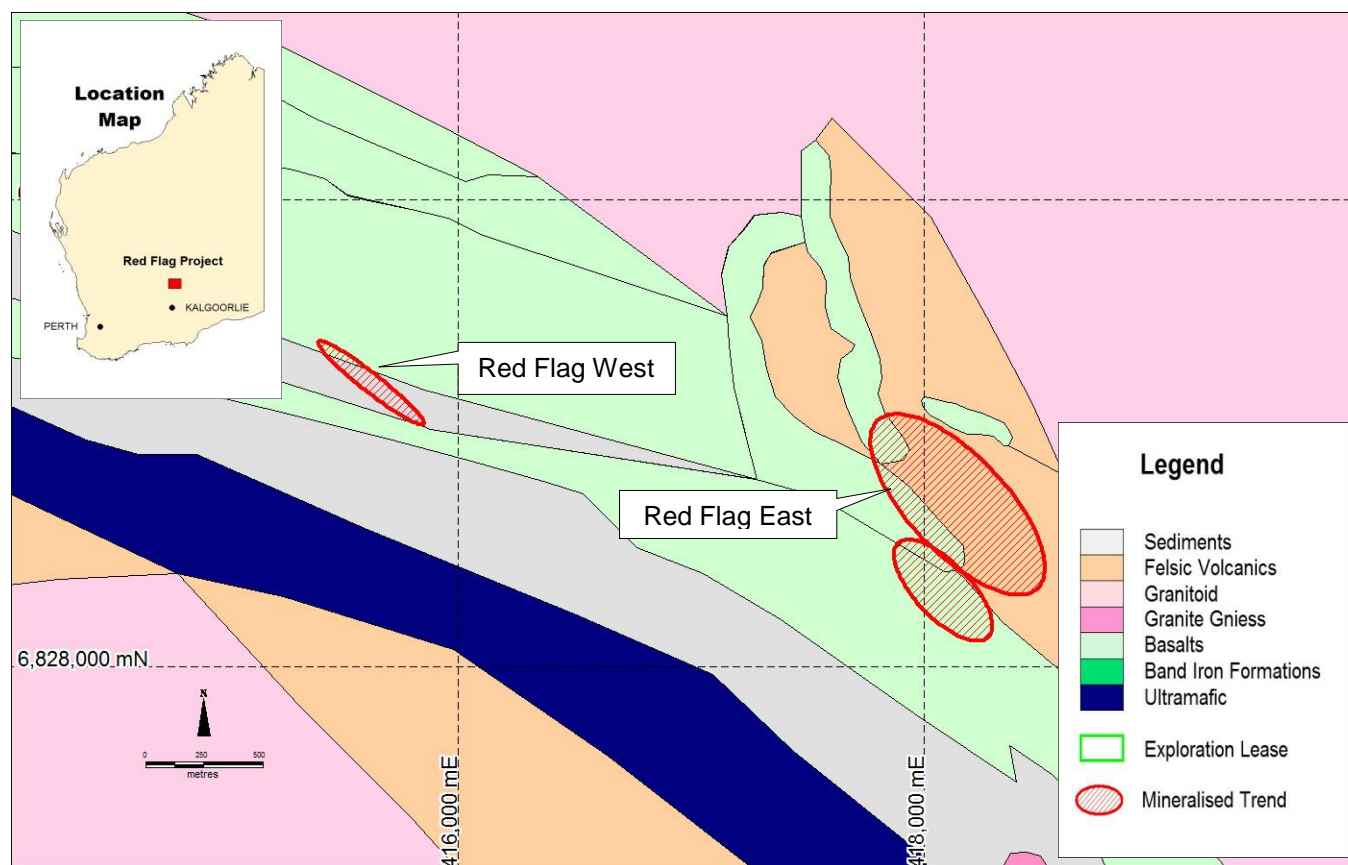 Location
Map
Red Flag Project
KALGOORLIE
PERTH
Red Flag West
Red Flag East
6,828,000 mN
N
0 250 500
metres
416,000 mE
418,000 mE
Legend
Sediments
Felsic Volcanics
Granitoid
Granite Gniess
Basalts
Band Iron Formations
Ultramafic
Exploration Lease
Mineralised Trend